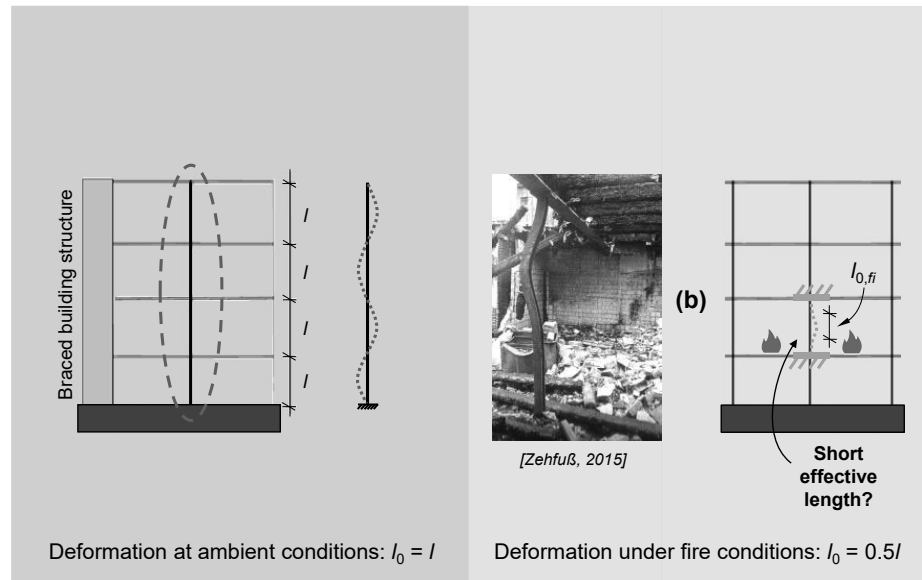 Braced building structure
l
l
l
l
[Zehfuß, 2015]
(b)
l0,fi
Short
effective
length?
Deformation at ambient conditions: l0 = l
Deformation under fire conditions: l0 = 0.5l